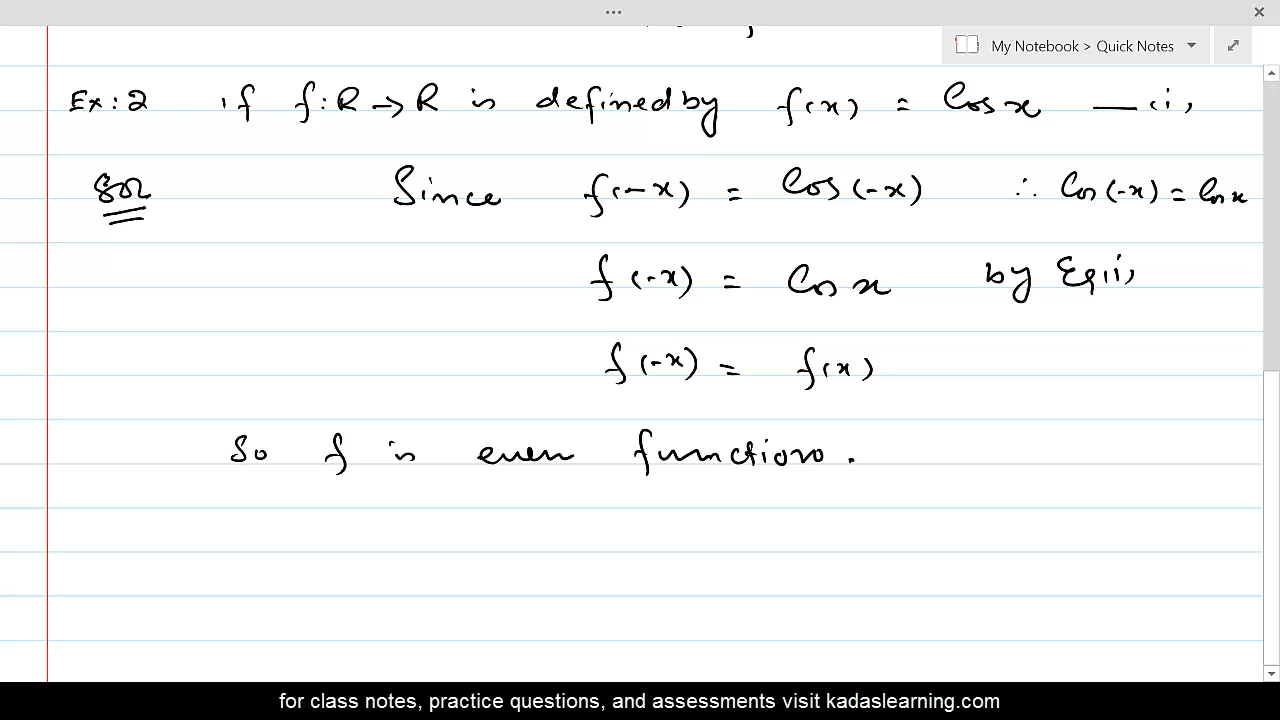 ...
My Notebook > Quick Notes
Ex: 2 if f: R → R is defined by f(x) = Cos x — (i)
Sol Since f(-x) = Cos(-x) ∴ Cos(-x) = Cos x
f(-x) = Cos x by Eq(i)
f(-x) = f(x)
So f is even function.
for class notes, practice questions, and assessments visit kadaslearning.com